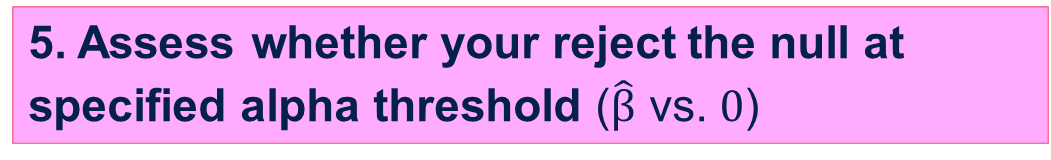 5. Assess whether your reject the null at
specified alpha threshold (β̂ vs. 0)